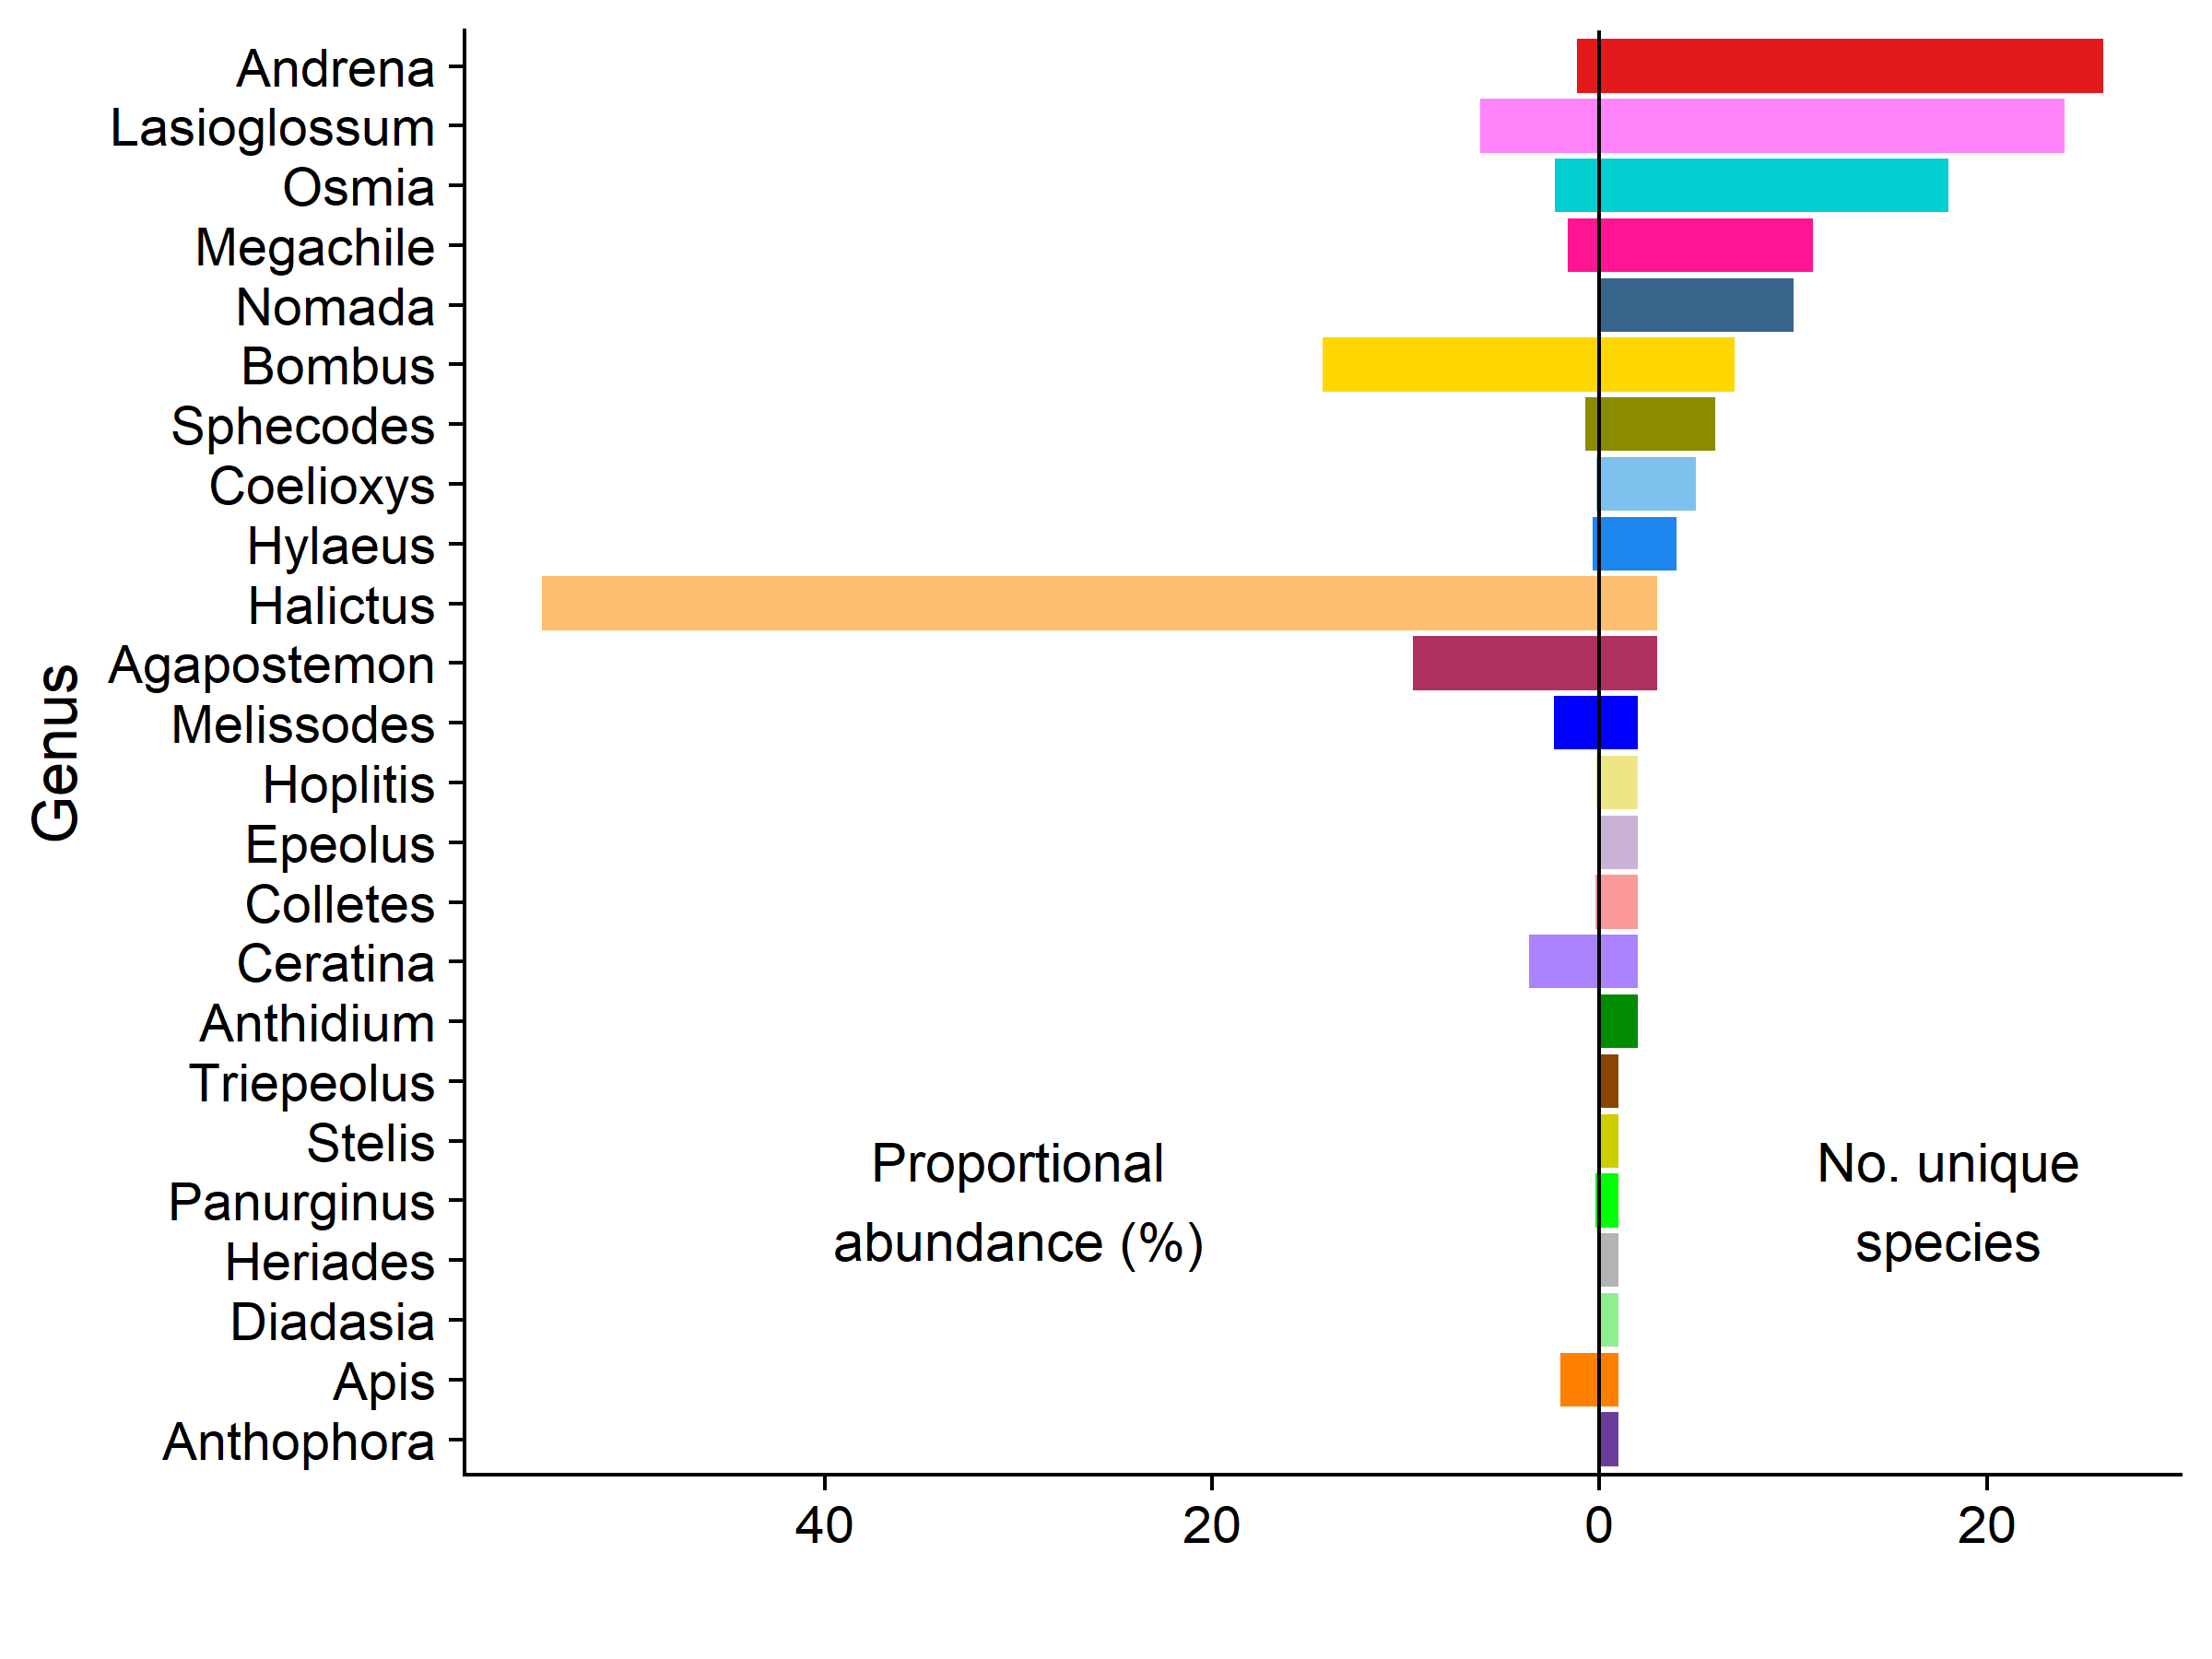 Andrena
Lasioglossum
Osmia
Megachile
Nomada
Bombus
Sphecodes
Coelioxys
Hylaeus
Halictus
Agapostemon
Melissodes
Hoplitis
Epeolus
Colletes
Ceratina
Anthidium
Triepeolus
Stelis
Panurginus
Heriades
Diadasia
Apis
Anthophora
Genus
Proportional
abundance (%)
No. unique
species
40 20 0 20